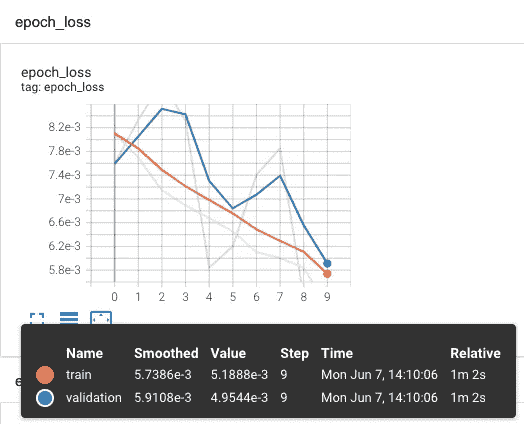 epoch_loss
epoch_loss
tag: epoch_loss
8.2e-3
7.8e-3
7.4e-3
7e-3
6.6e-3
6.2e-3
5.8e-3
0 1 2 3 4 5 6 7 8 9
Name Smoothed Value Step Time Relative
train 5.7386e-3 5.1888e-3 9 Mon Jun 7, 14:10:06 1m 2s
validation 5.9108e-3 4.9544e-3 9 Mon Jun 7, 14:10:06 1m 2s